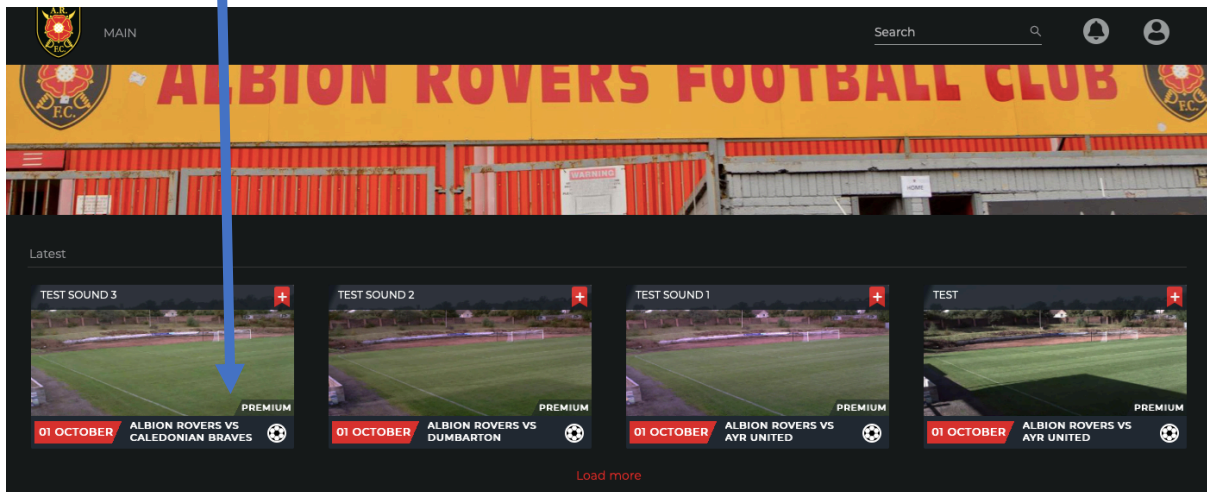 A.R.
F.C.
MAIN
Search
ALBION ROVERS FOOTBALL CLUB
F.C.
F.C.
WARNING
HOME
Latest
TEST SOUND 3
TEST SOUND 2
TEST SOUND 1
TEST
PREMIUM
PREMIUM
PREMIUM
PREMIUM
01 OCTOBER
ALBION ROVERS VS
CALEDONIAN BRAVES
01 OCTOBER
ALBION ROVERS VS
DUMBARTON
01 OCTOBER
ALBION ROVERS VS
AYR UNITED
01 OCTOBER
ALBION ROVERS VS
AYR UNITED
Load more